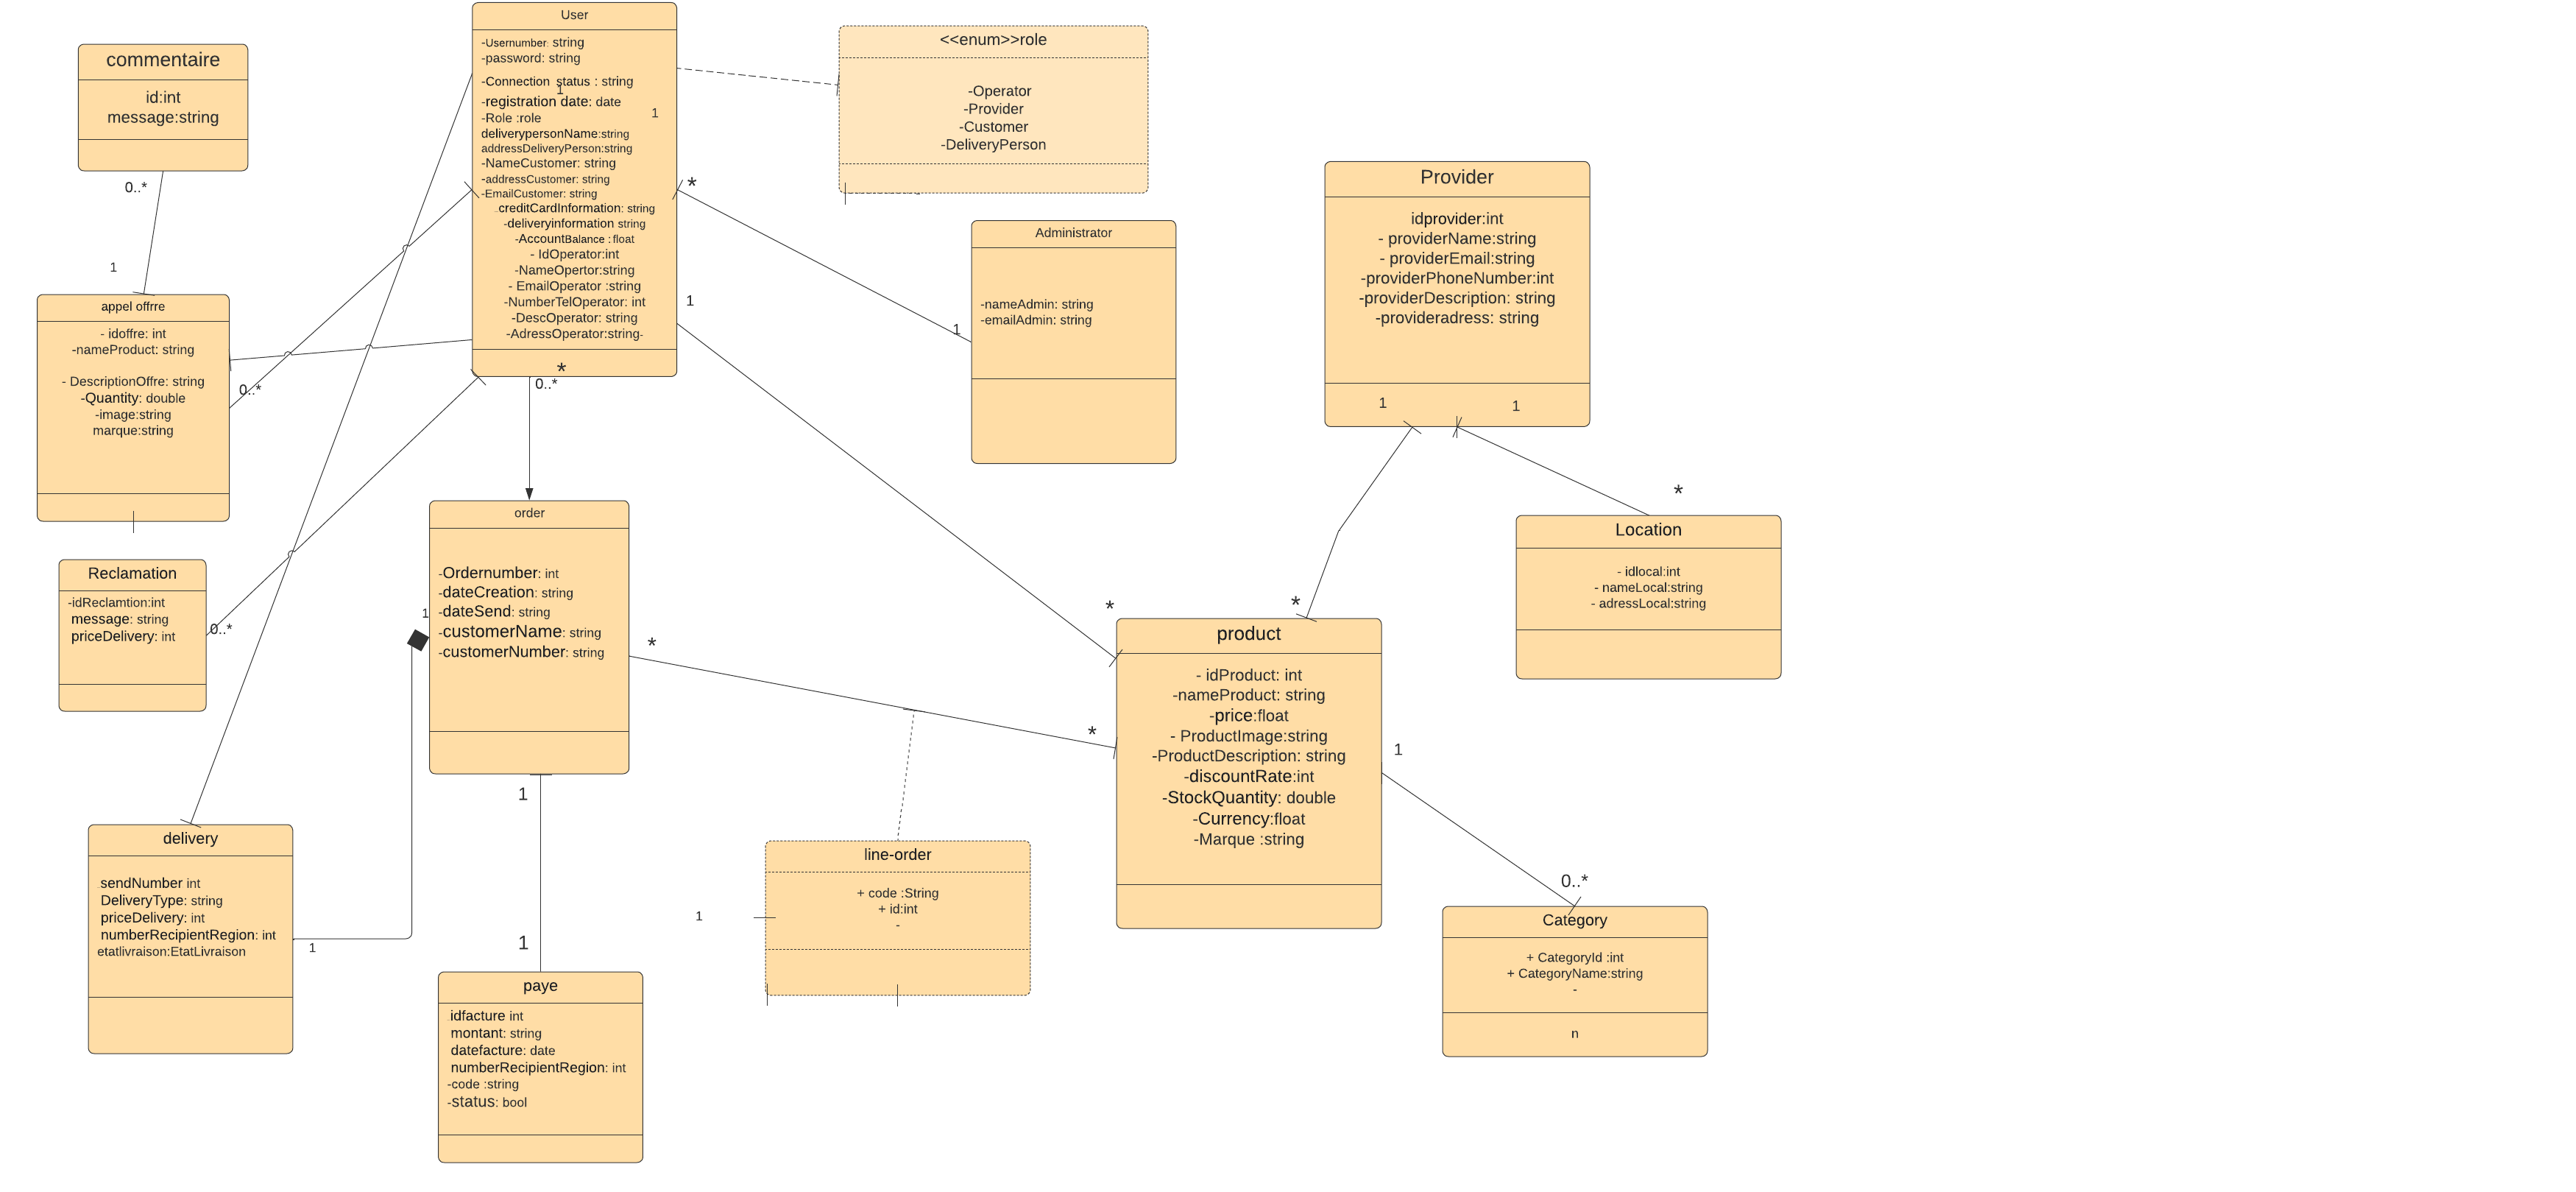 User
-Usernumber: string
-password: string
-Connection status : string
1
-registration date: date
1
-Role :role
deliverypersonName:string
addressDeliveryPerson:string
-NameCustomer: string
-addressCustomer: string
-EmailCustomer: string
creditCardInformation: string
-deliveryinformation string
-AccountBalance : float
- IdOperator:int
-NameOpertor:string
- EmailOperator :string
-NumberTelOperator: int
-DescOperator: string
-AdressOperator:string-
*
0..*
*
1
<<enum>>role
-Operator
-Provider
-Customer
-DeliveryPerson
commentaire
id:int
message:string
0..*
1
appel offrre
- idoffre: int
-nameProduct: string
- DescriptionOffre: string
-Quantity: double
-image:string
marque:string
0..*
Administrator
-nameAdmin: string
-emailAdmin: string
1
Provider
idprovider:int
- providerName:string
- providerEmail:string
-providerPhoneNumber:int
-providerDescription: string
-provideradress: string
1
1
*
Location
- idlocal:int
- nameLocal:string
- adressLocal:string
order
-Ordernumber: int
-dateCreation: string
-dateSend: string
-customerName: string
-customerNumber: string
1
*
1
Reclamation
-idReclamtion:int
message: string
priceDelivery: int
0..*
*
*
product
- idProduct: int
-nameProduct: string
-price:float
- ProductImage:string
-ProductDescription: string
-discountRate:int
-StockQuantity: double
-Currency:float
-Marque :string
*
1
0..*
delivery
sendNumber int
DeliveryType: string
priceDelivery: int
numberRecipientRegion: int
etatlivraison:EtatLivraison
1
line-order
+ code :String
+ id:int
-
1
Category
+ CategoryId :int
+ CategoryName:string
-
n
1
paye
idfacture int
montant: string
datefacture: date
numberRecipientRegion: int
-code :string
-status: bool